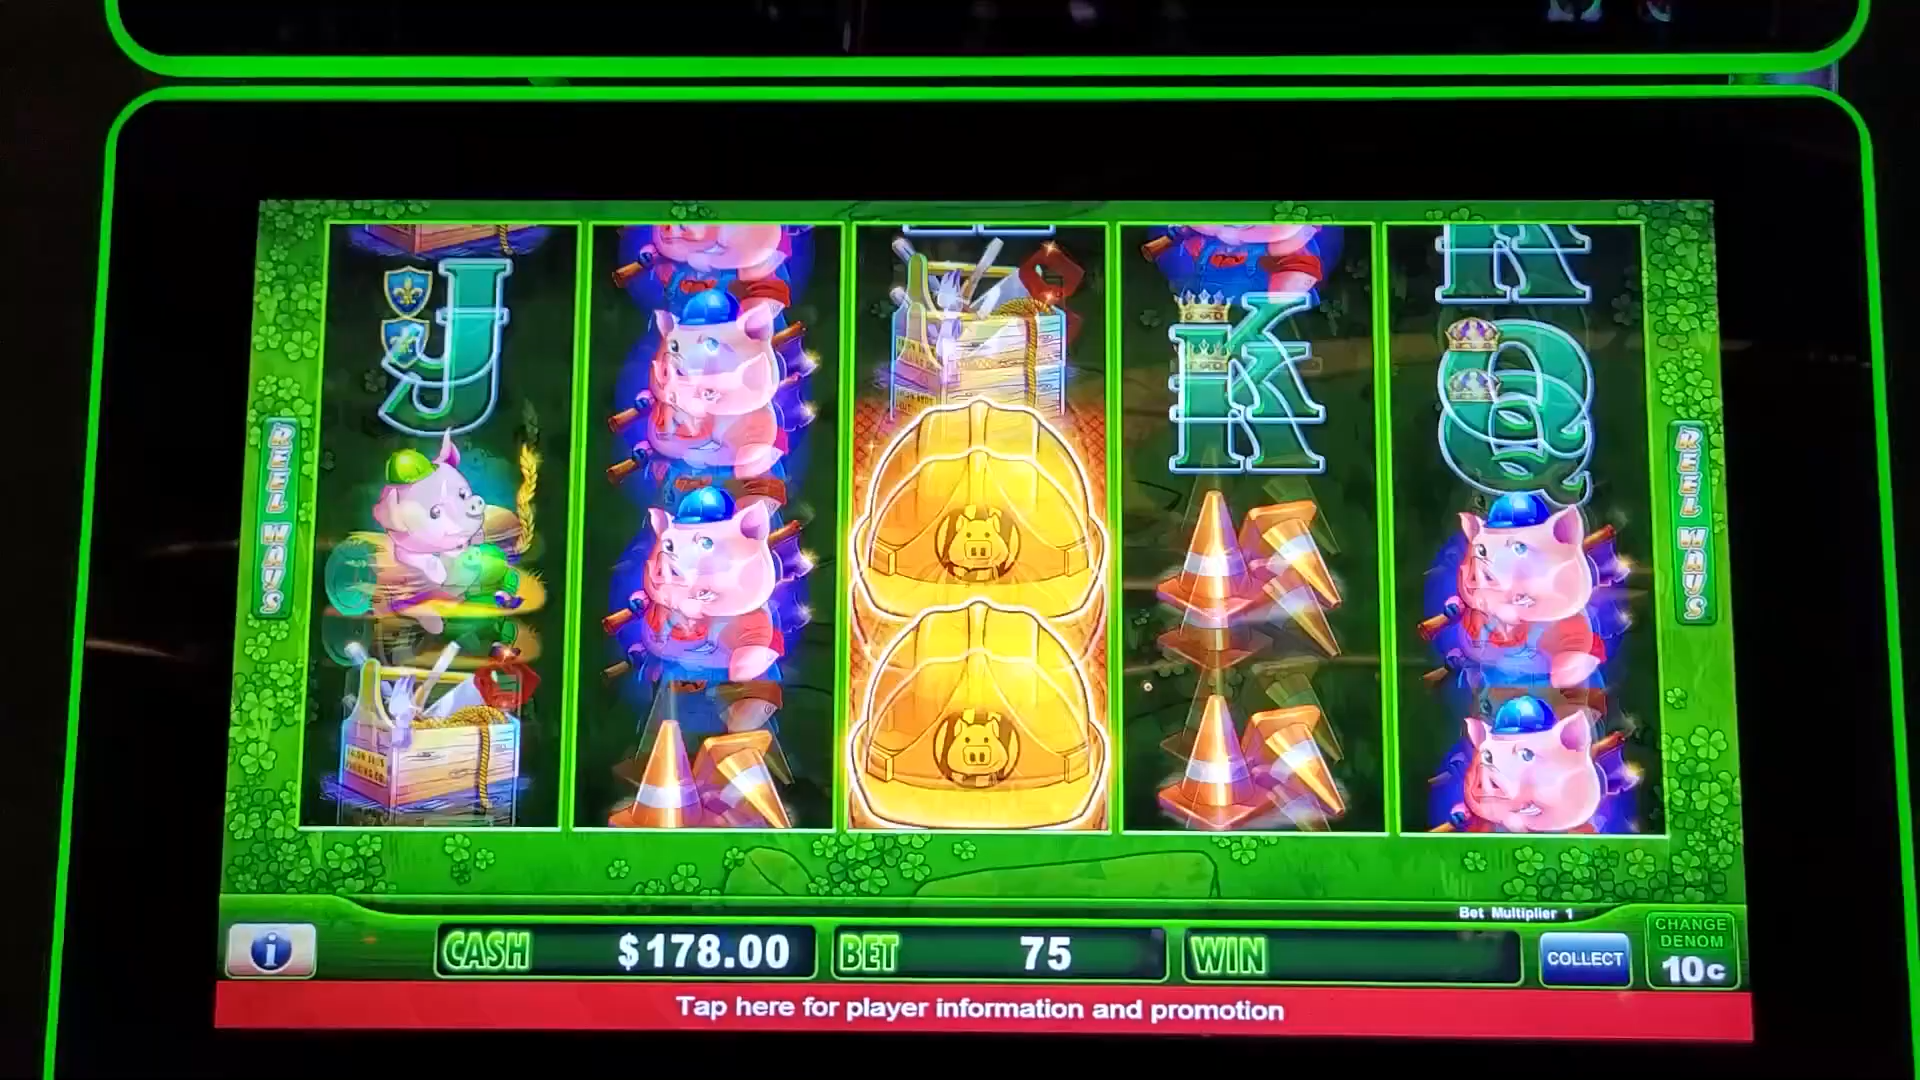 J
K
K
Q
REEL WAYS
REEL WAYS
Bet Multiplier 1
CASH $178.00 BET 75 WIN COLLECT CHANGE DENOM 10c
Tap here for player information and promotion